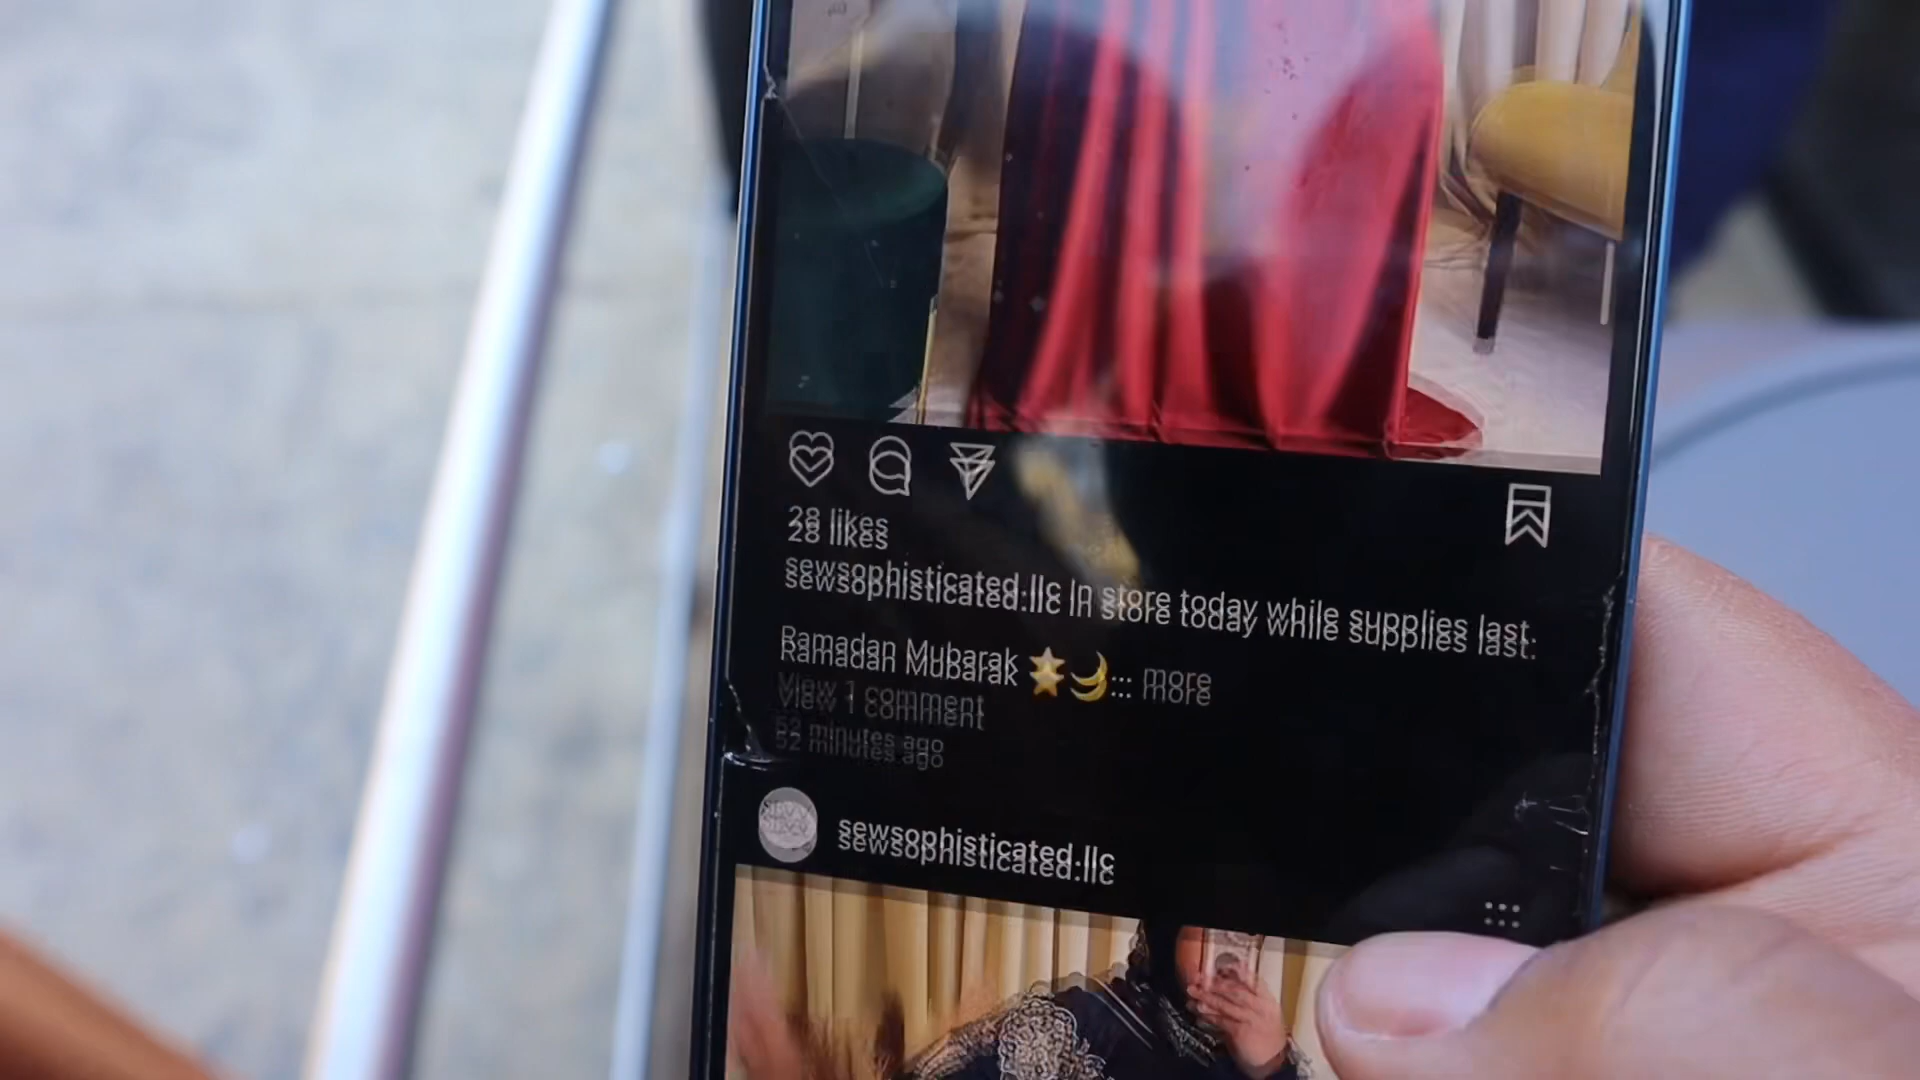 28 likes
sewsophisticated.llc In store today while supplies last.
Ramadan Mubarak ⭐🌙... more
View 1 comment
52 minutes ago
sewsophisticated.llc